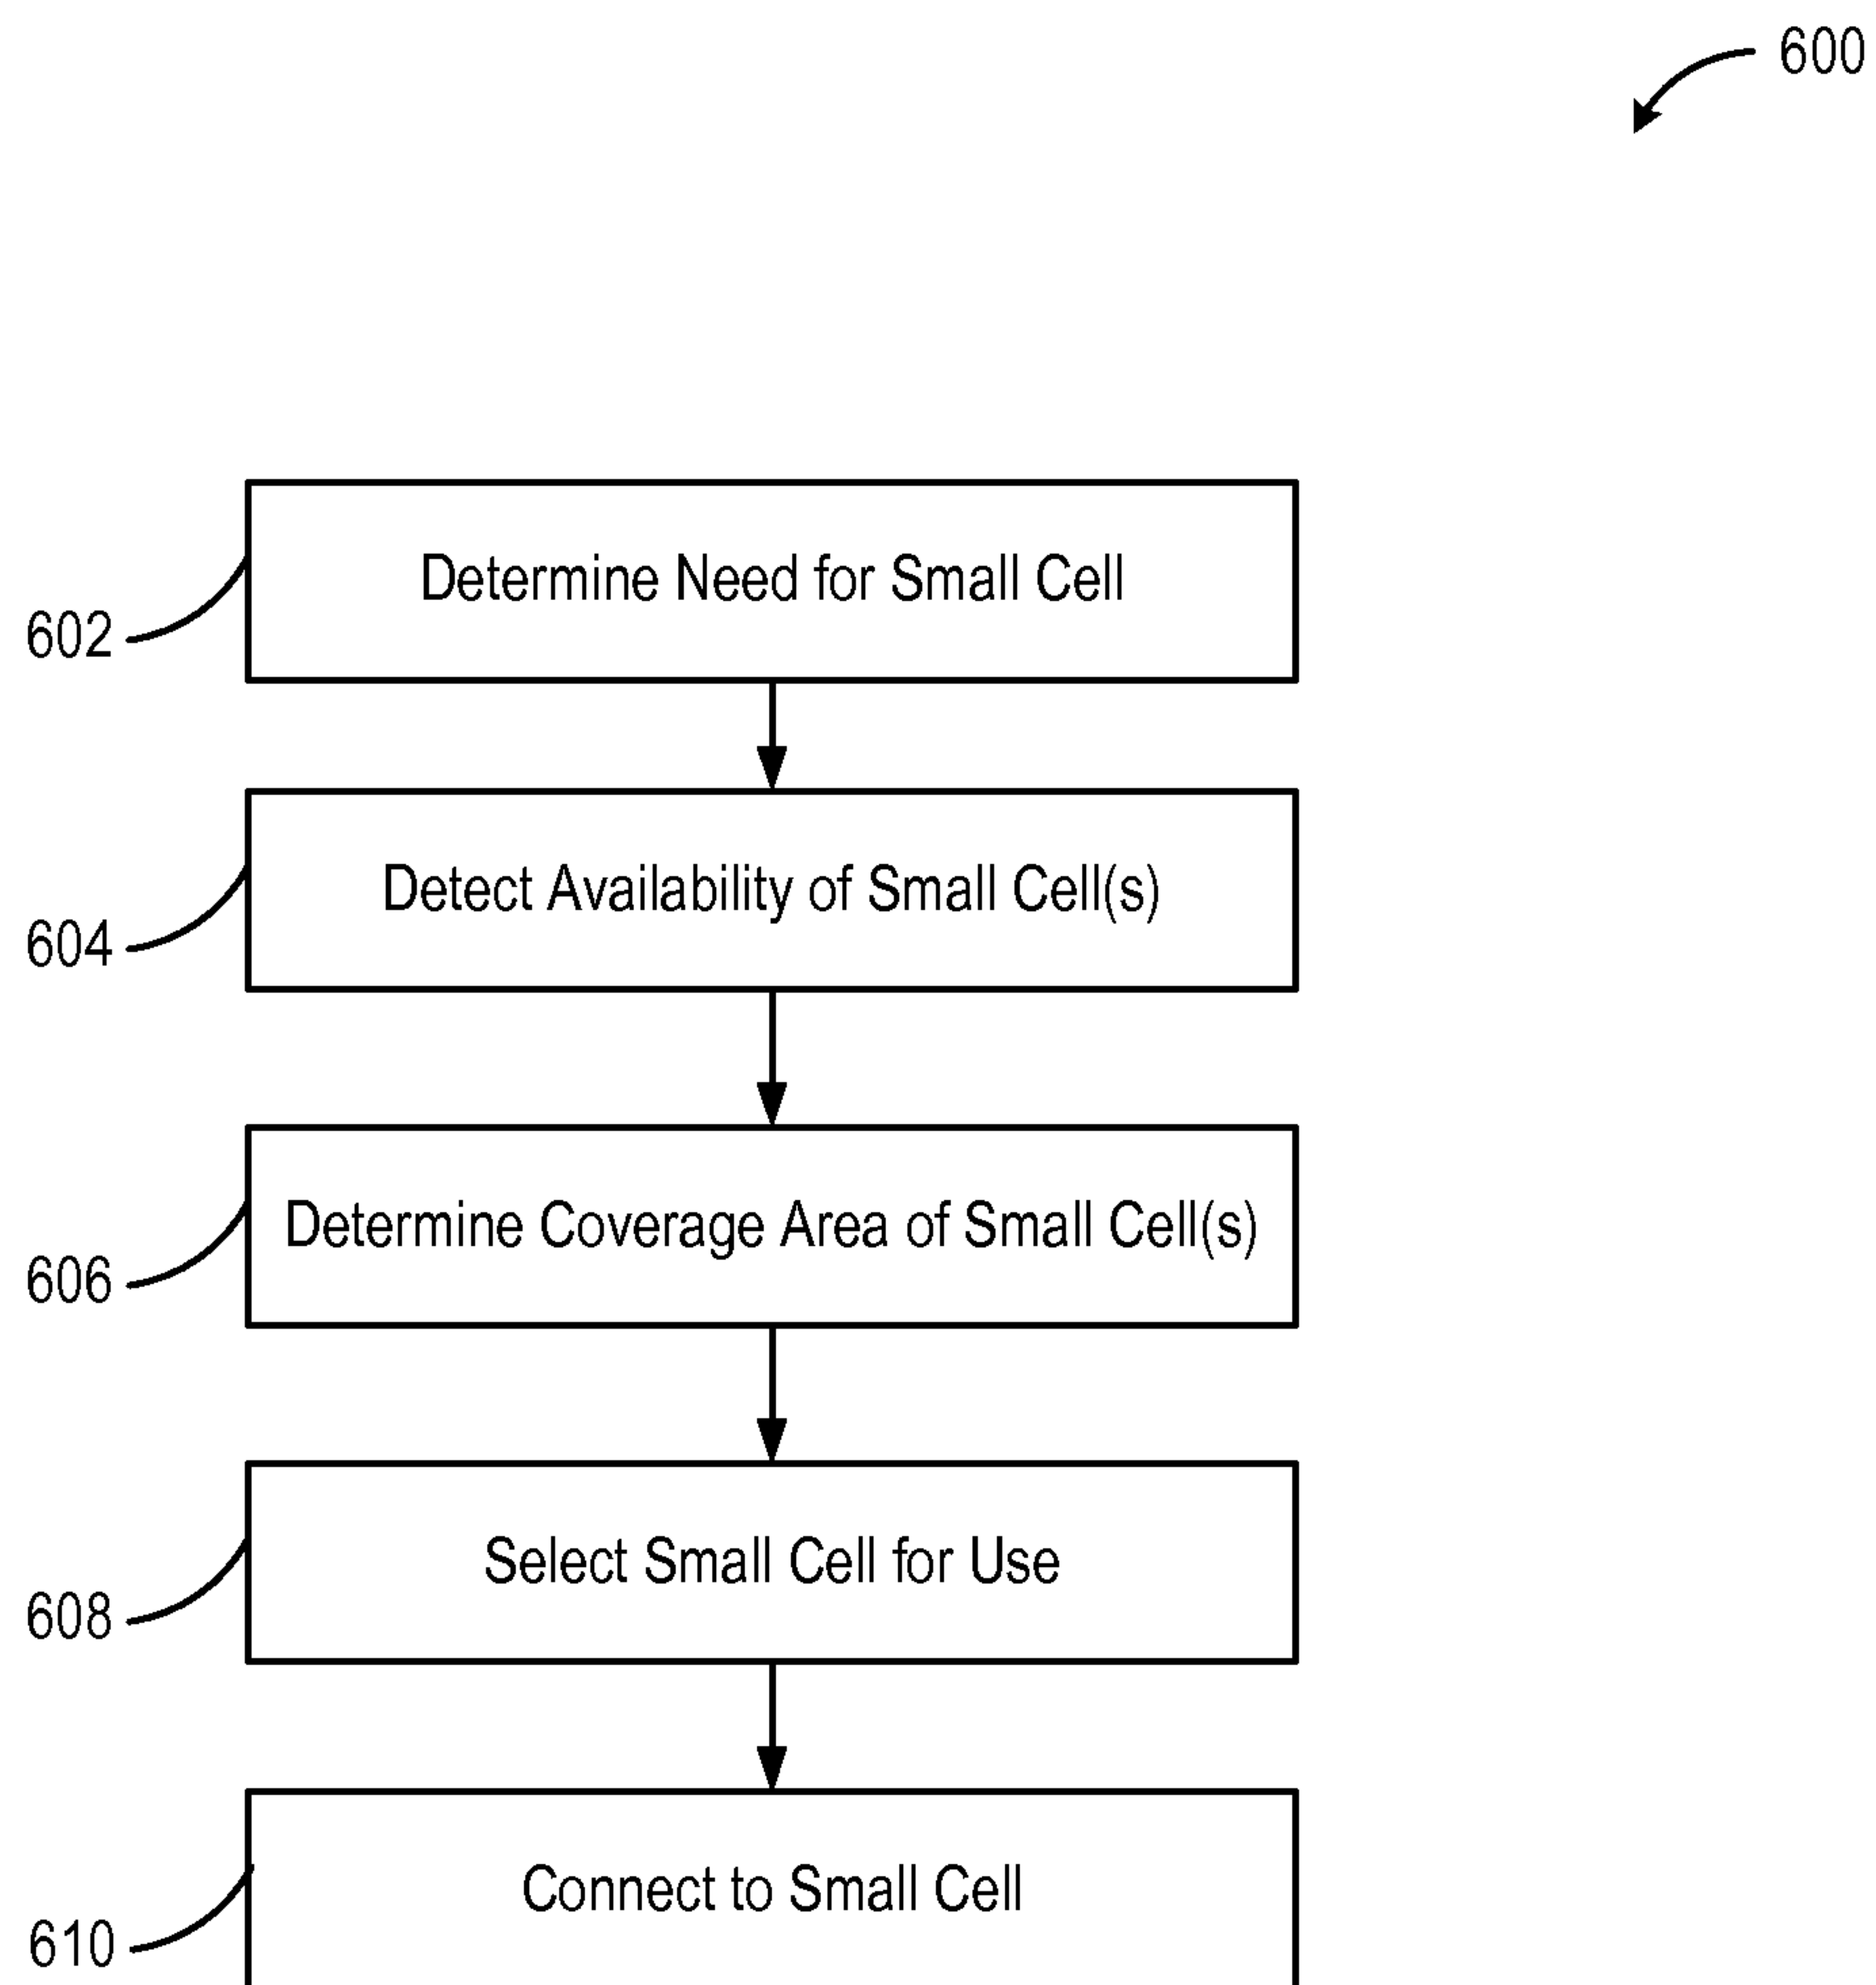 600
Determine Need for Small Cell
602
Detect Availability of Small Cell(s)
604
Determine Coverage Area of Small Cell(s)
606
Select Small Cell for Use
608
Connect to Small Cell
610